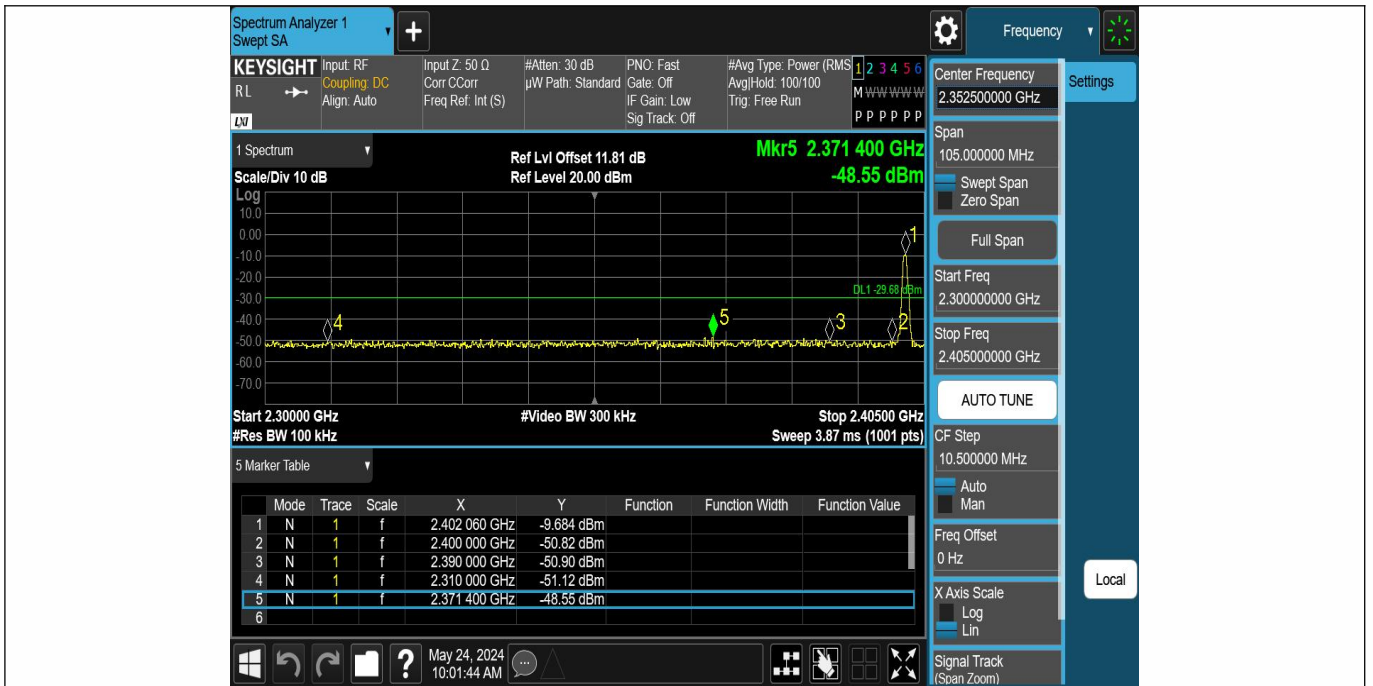 Spectrum Analyzer 1
Swept SA
+
Frequency
KEYSIGHT
RL
LXI
Input: RF
Coupling: DC
Align: Auto
Input Z: 50 Ω
Corr CCorr
Freq Ref: Int (S)
#Atten: 30 dB
µW Path: Standard
PNO: Fast
Gate: Off
IF Gain: Low
Sig Track: Off
#Avg Type: Power (RMS
Avg|Hold: 100/100
Trig: Free Run
1 2 3 4 5 6
M W W W W W
P P P P P P
1 Spectrum
Scale/Div 10 dB
Ref Lvl Offset 11.81 dB
Ref Level 20.00 dBm
Mkr5 2.371 400 GHz
-48.55 dBm
Log
10.0
0.00
-10.0
-20.0
-30.0
-40.0
-50.0
-60.0
-70.0
1
DL1 -29.68 dBm
4
5
3
2
Start 2.30000 GHz
#Video BW 300 kHz
Stop 2.40500 GHz
#Res BW 100 kHz
Sweep 3.87 ms (1001 pts)
5 Marker Table
Mode Trace Scale X Y Function Function Width Function Value
1 N 1 f 2.402 060 GHz -9.684 dBm
2 N 1 f 2.400 000 GHz -50.82 dBm
3 N 1 f 2.390 000 GHz -50.90 dBm
4 N 1 f 2.310 000 GHz -51.12 dBm
5 N 1 f 2.371 400 GHz -48.55 dBm
6
?
May 24, 2024
10:01:44 AM
Center Frequency
2.352500000 GHz
Settings
Span
105.000000 MHz
Swept Span
Zero Span
Full Span
Start Freq
2.300000000 GHz
Stop Freq
2.405000000 GHz
AUTO TUNE
CF Step
10.500000 MHz
Auto
Man
Freq Offset
0 Hz
Local
X Axis Scale
Log
Lin
Signal Track
(Span Zoom)